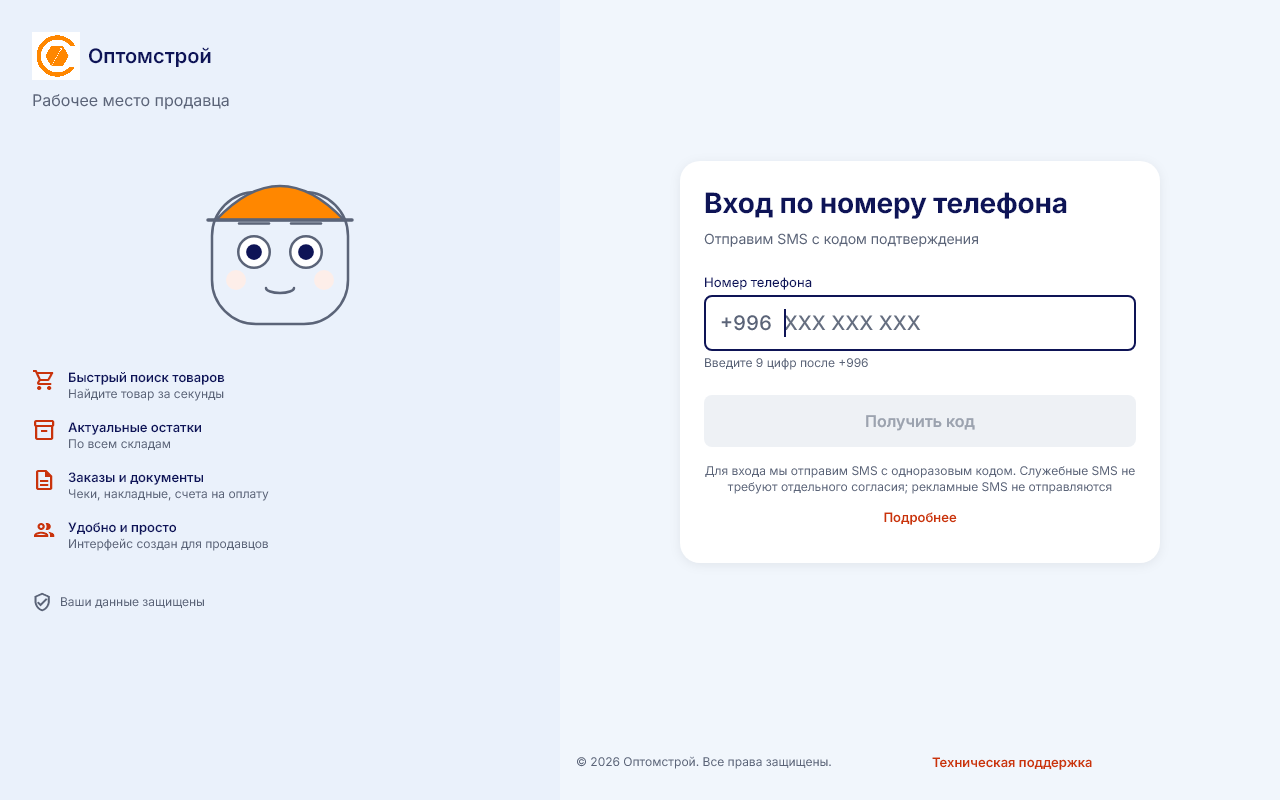 Оптомстрой
Рабочее место продавца
Быстрый поиск товаров
Найдите товар за секунды
Актуальные остатки
По всем складам
Заказы и документы
Чеки, накладные, счета на оплату
Удобно и просто
Интерфейс создан для продавцов
Ваши данные защищены
Вход по номеру телефона
Отправим SMS с кодом подтверждения
Номер телефона
+996 XXX XXX XXX
Введите 9 цифр после +996
Получить код
Для входа мы отправим SMS с одноразовым кодом. Служебные SMS не
требуют отдельного согласия; рекламные SMS не отправляются
Подробнее
© 2026 Оптомстрой. Все права защищены.
Техническая поддержка